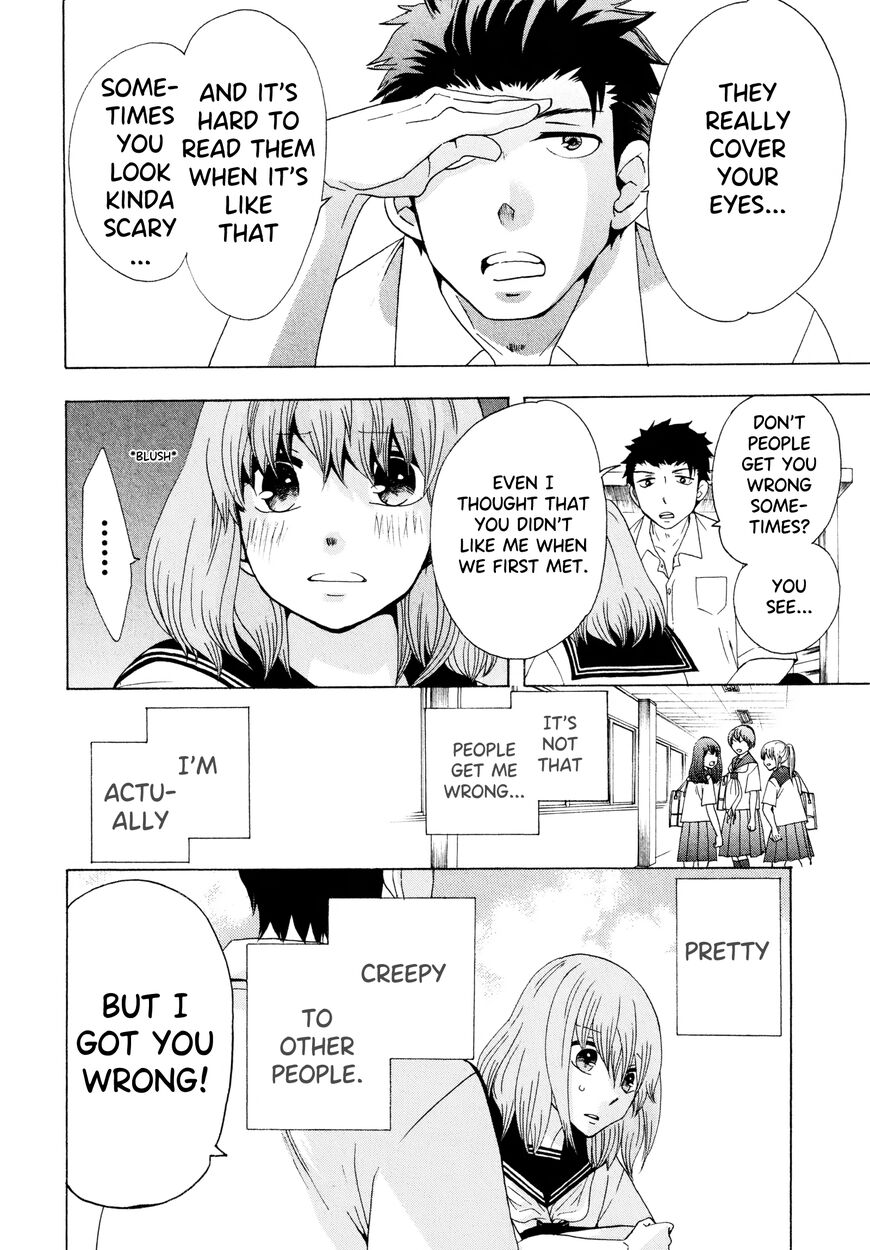 THEY
REALLY
COVER
YOUR
EYES...
AND IT'S
HARD TO
READ THEM
WHEN IT'S
LIKE
THAT
SOME-
TIMES
YOU
LOOK
KINDA
SCARY
...
DON'T
PEOPLE
GET YOU
WRONG
SOME-
TIMES?
YOU
SEE...
EVEN I
THOUGHT THAT
YOU DIDN'T
LIKE ME WHEN
WE FIRST MET.
*BLUSH*
......
IT'S
NOT
THAT
PEOPLE
GET ME
WRONG...
I'M
ACTU-
ALLY
PRETTY
CREEPY
TO
OTHER
PEOPLE.
BUT I
GOT YOU
WRONG!